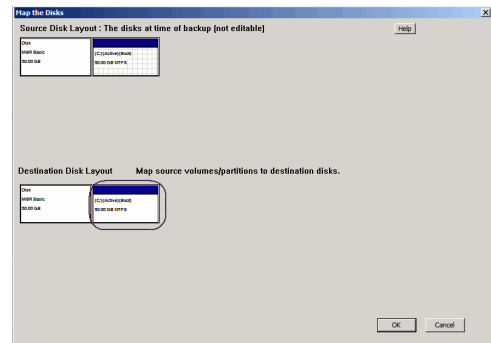 Map the Disks
Source Disk Layout : The disks at time of backup (not editable)
Help
Disk
MBR Basic
50.00 GB
(C:)(Active)(Boot)
50.00 GB NTFS
Destination Disk Layout Map source volumes/partitions to destination disks.
Disk
MBR Basic
50.00 GB
(C:)(Active)(Boot)
50.00 GB NTFS
OK Cancel